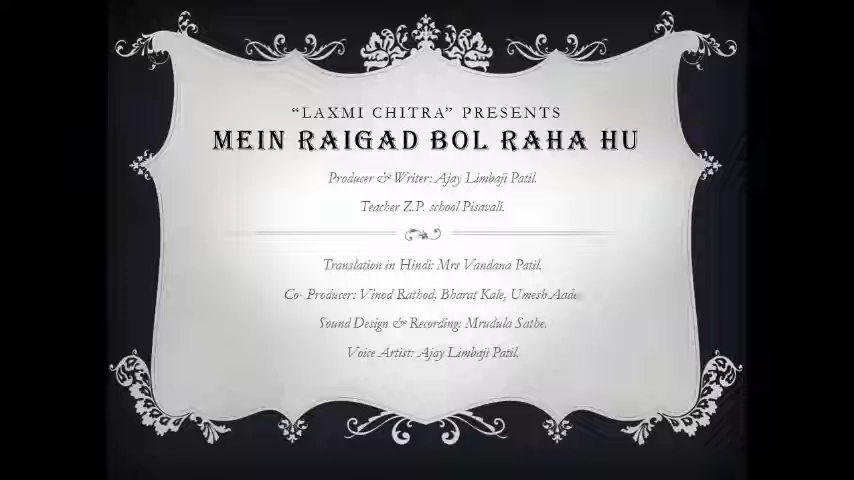 “LAXMI CHITRA” PRESENTS
MEIN RAIGAD BOL RAHA HU
Producer & Writer: Ajay Limbaji Patil.
Teacher Z.P. school Pisavali.
Translation in Hindi: Mrs Vandana Patil.
Co- Producer: Vinod Rathod, Bharat Kale, Umesh Aade
Sound Design & Recording: Mrudula Sathe.
Voice Artist: Ajay Limbaji Patil.